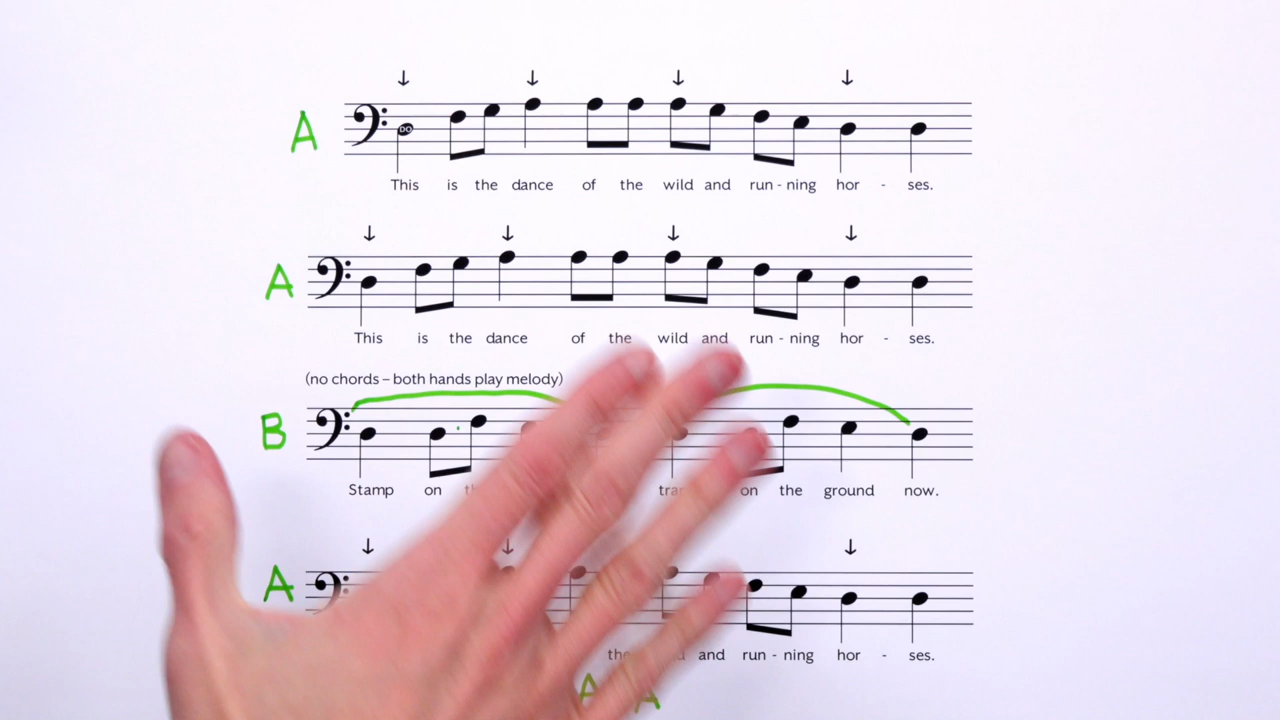 A
DO
This is the dance of the wild and run - ning hor - ses.
A
This is the dance of the wild and run - ning hor - ses.
(no chords – both hands play melody)
B
Stamp on on the ground now.
A
the and run - ning hor - ses.
A A